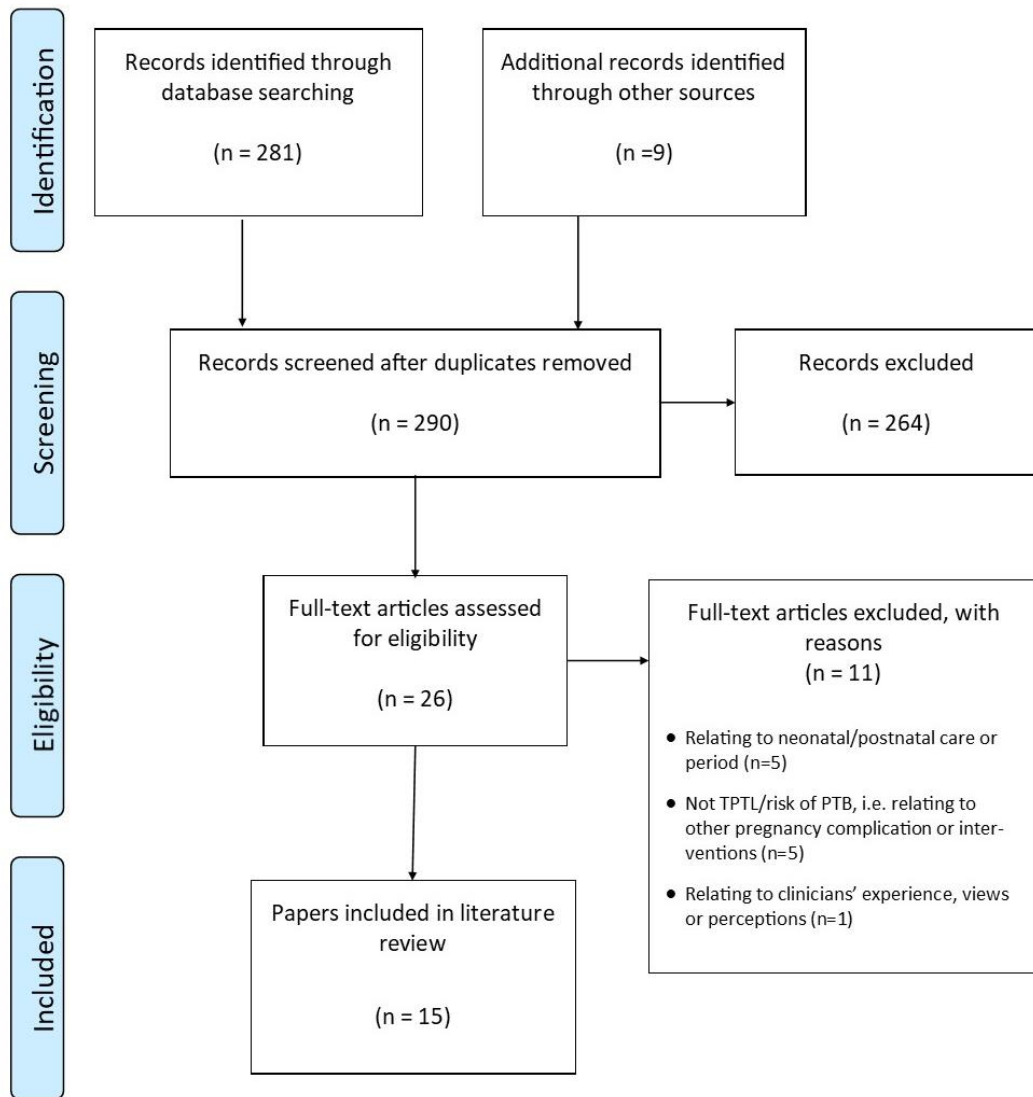 Identification
Records identified through
database searching
(n = 281)
Additional records identified
through other sources
(n =9)
Screening
Records screened after duplicates removed
(n = 290)
Records excluded
(n = 264)
Eligibility
Full-text articles assessed
for eligibility
(n = 26)
Full-text articles excluded, with
reasons
(n = 11)
● Relating to neonatal/postnatal care or
period (n=5)
● Not TPTL/risk of PTB, i.e. relating to
other pregnancy complication or inter-
ventions (n=5)
● Relating to clinicians’ experience, views
or perceptions (n=1)
Included
Papers included in literature
review
(n = 15)